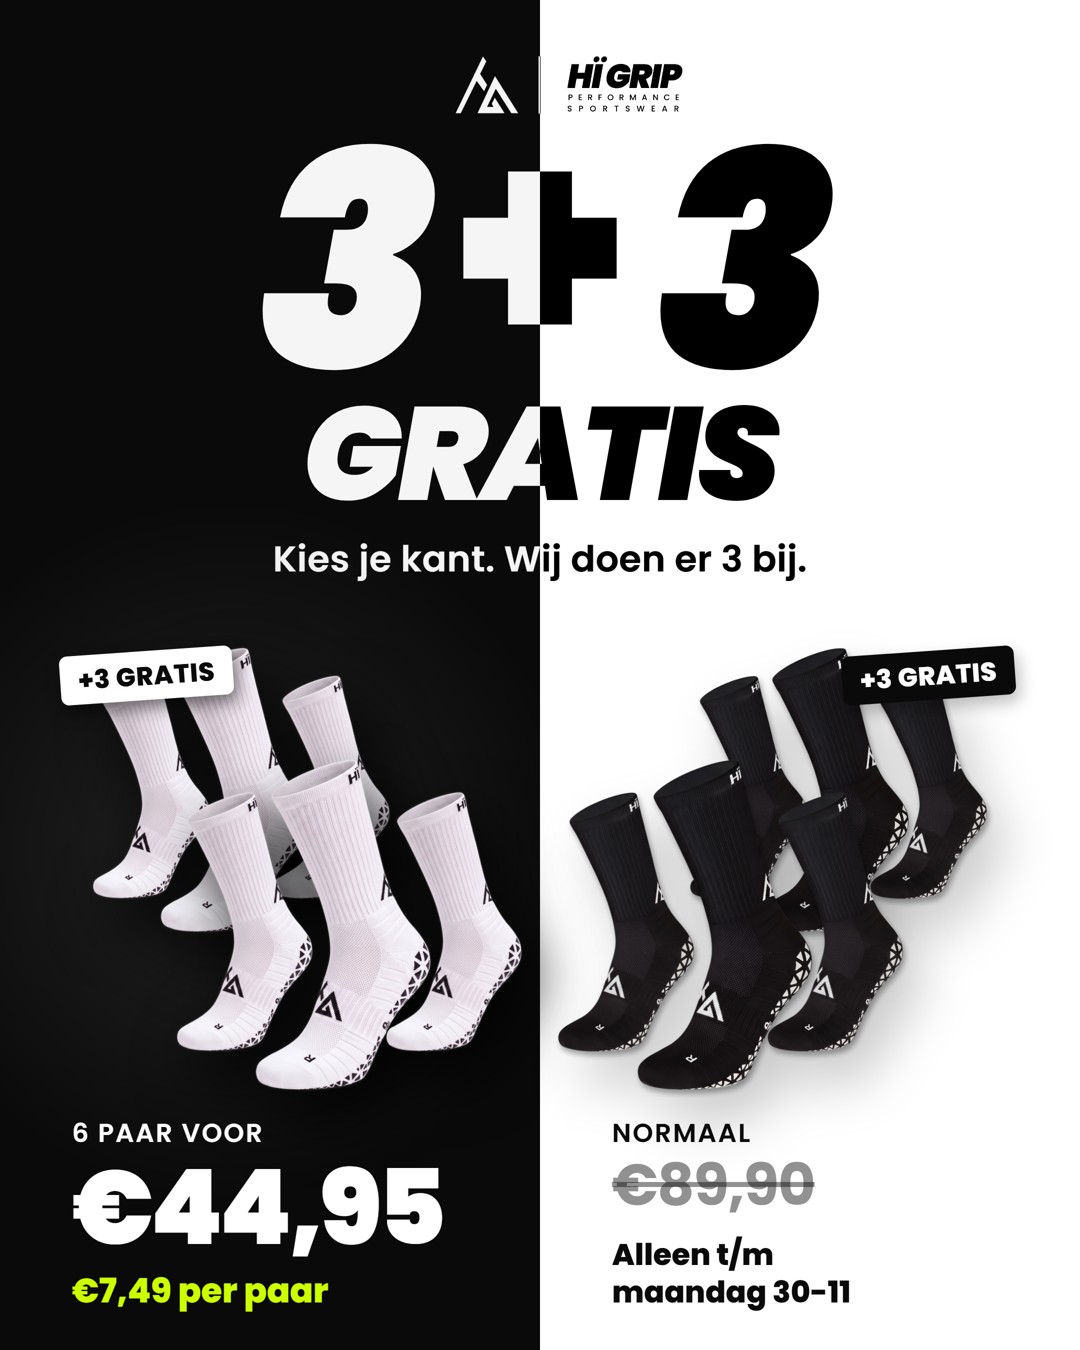 HÏ GRIP
PERFORMANCE
SPORTSWEAR
3+3
GRATIS
Kies je kant. Wij doen er 3 bij.
+3 GRATIS
+3 GRATIS
6 PAAR VOOR
€44,95
€7,49 per paar
NORMAAL
€89,90
Alleen t/m
maandag 30-11